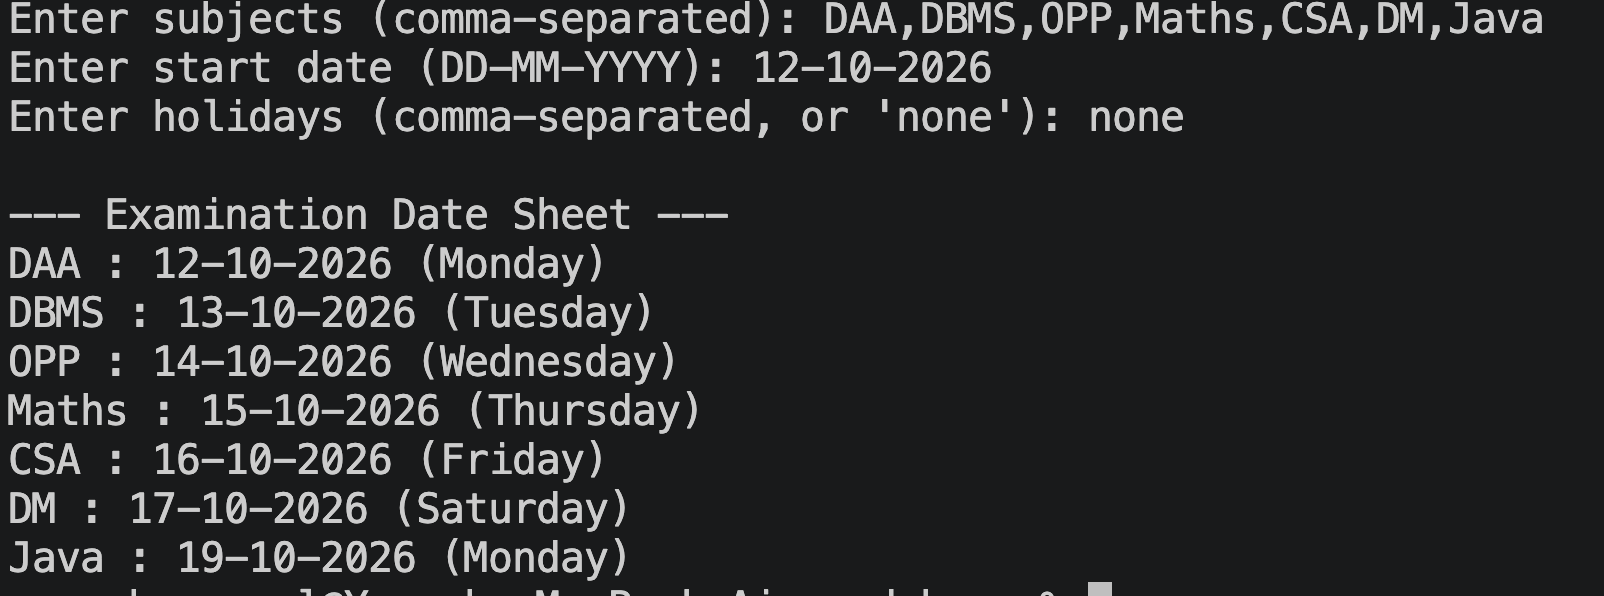 Enter subjects (comma-separated): DAA,DBMS,OPP,Maths,CSA,DM,Java
Enter start date (DD-MM-YYYY): 12-10-2026
Enter holidays (comma-separated, or 'none'): none
--- Examination Date Sheet ---
DAA : 12-10-2026 (Monday)
DBMS : 13-10-2026 (Tuesday)
OPP : 14-10-2026 (Wednesday)
Maths : 15-10-2026 (Thursday)
CSA : 16-10-2026 (Friday)
DM : 17-10-2026 (Saturday)
Java : 19-10-2026 (Monday)